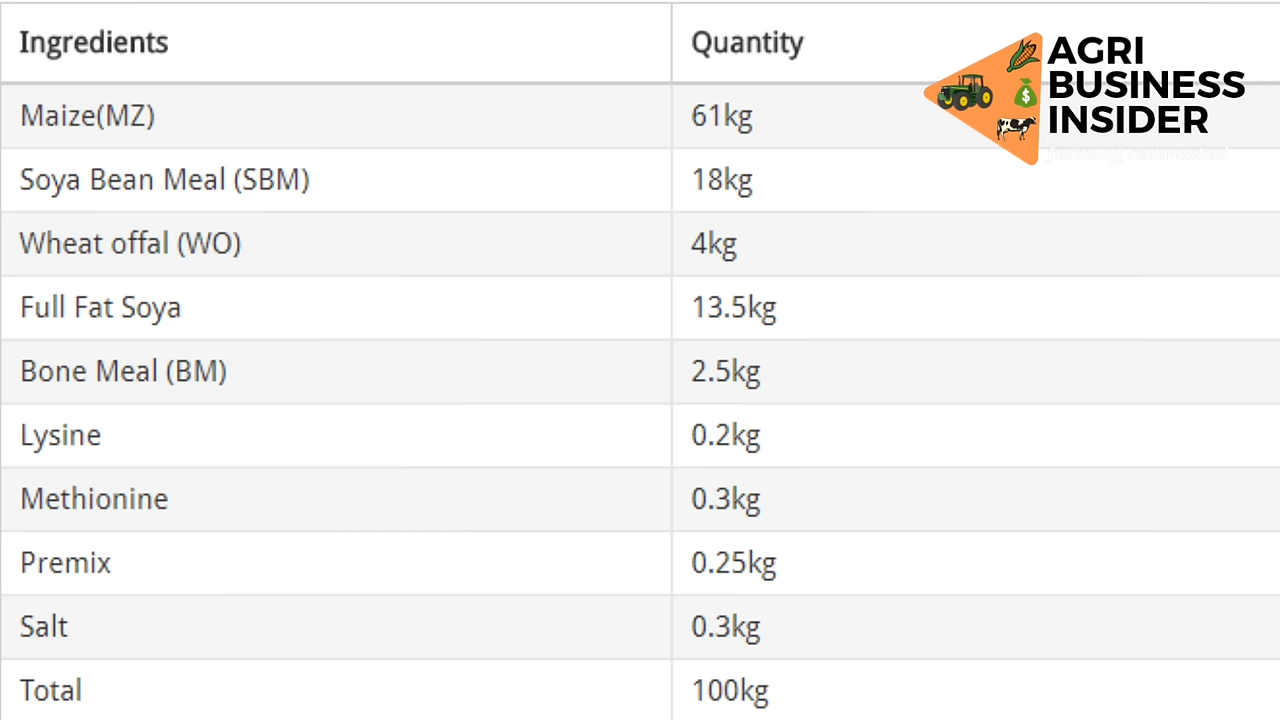 Ingredients Quantity
AGRI
BUSINESS
INSIDER
Maize(MZ) 61kg
Soya Bean Meal (SBM) 18kg
Wheat offal (WO) 4kg
Full Fat Soya 13.5kg
Bone Meal (BM) 2.5kg
Lysine 0.2kg
Methionine 0.3kg
Premix 0.25kg
Salt 0.3kg
Total 100kg